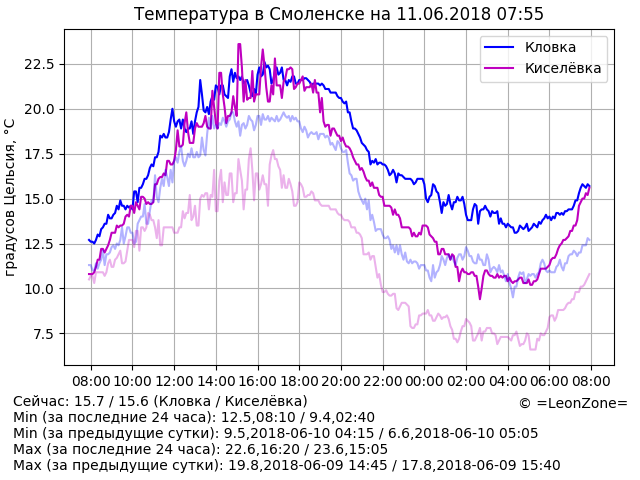 Температура в Смоленске на 11.06.2018 07:55
Кловка
Киселёвка
градусов Цельсия, °C
22.5
20.0
17.5
15.0
12.5
10.0
7.5
08:00 10:00 12:00 14:00 16:00 18:00 20:00 22:00 00:00 02:00 04:00 06:00 08:00
Сейчас: 15.7 / 15.6 (Кловка / Киселёвка)
© =LeonZone=
Min (за последние 24 часа): 12.5,08:10 / 9.4,02:40
Min (за предыдущие сутки): 9.5,2018-06-10 04:15 / 6.6,2018-06-10 05:05
Max (за последние 24 часа): 22.6,16:20 / 23.6,15:05
Max (за предыдущие сутки): 19.8,2018-06-09 14:45 / 17.8,2018-06-09 15:40